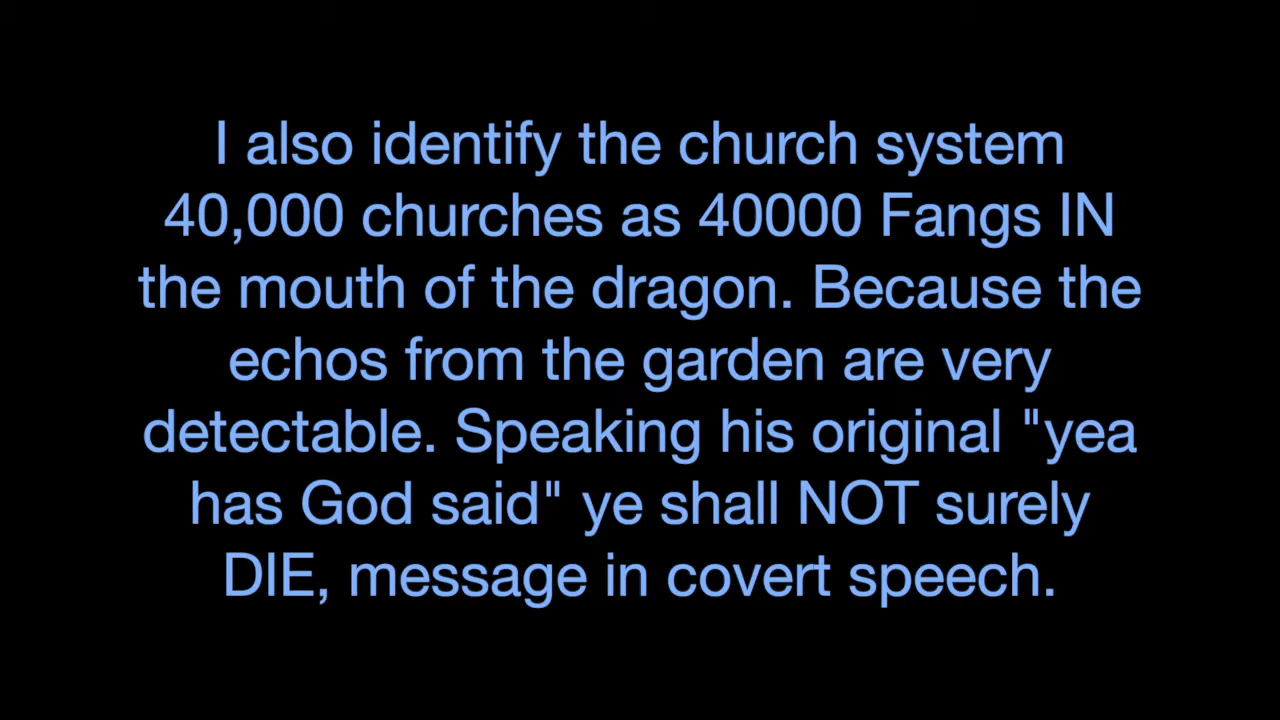 I also identify the church system
40,000 churches as 40000 Fangs IN
the mouth of the dragon. Because the
echos from the garden are very
detectable. Speaking his original "yea
has God said" ye shall NOT surely
DIE, message in covert speech.